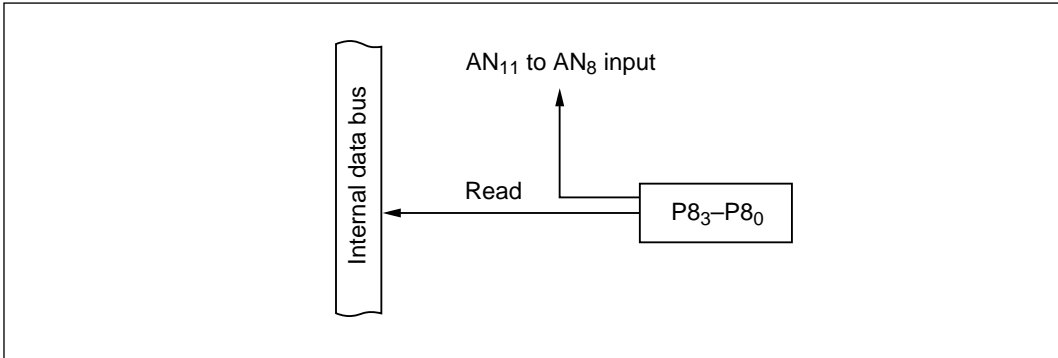 AN11 to AN8 input
Internal data bus
Read
P83–P80